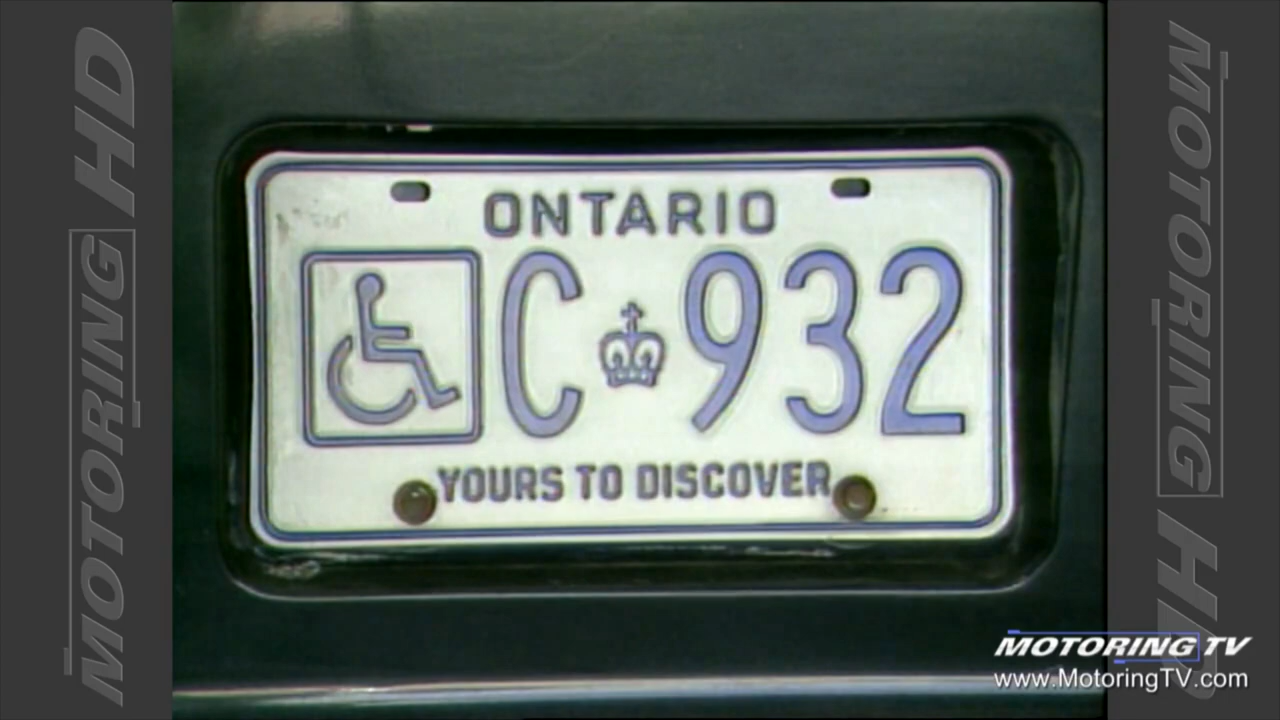 ONTARIO
C 932
YOURS TO DISCOVER
MOTORING HD
MOTORING HD
MOTORING TV
www.MotoringTV.com